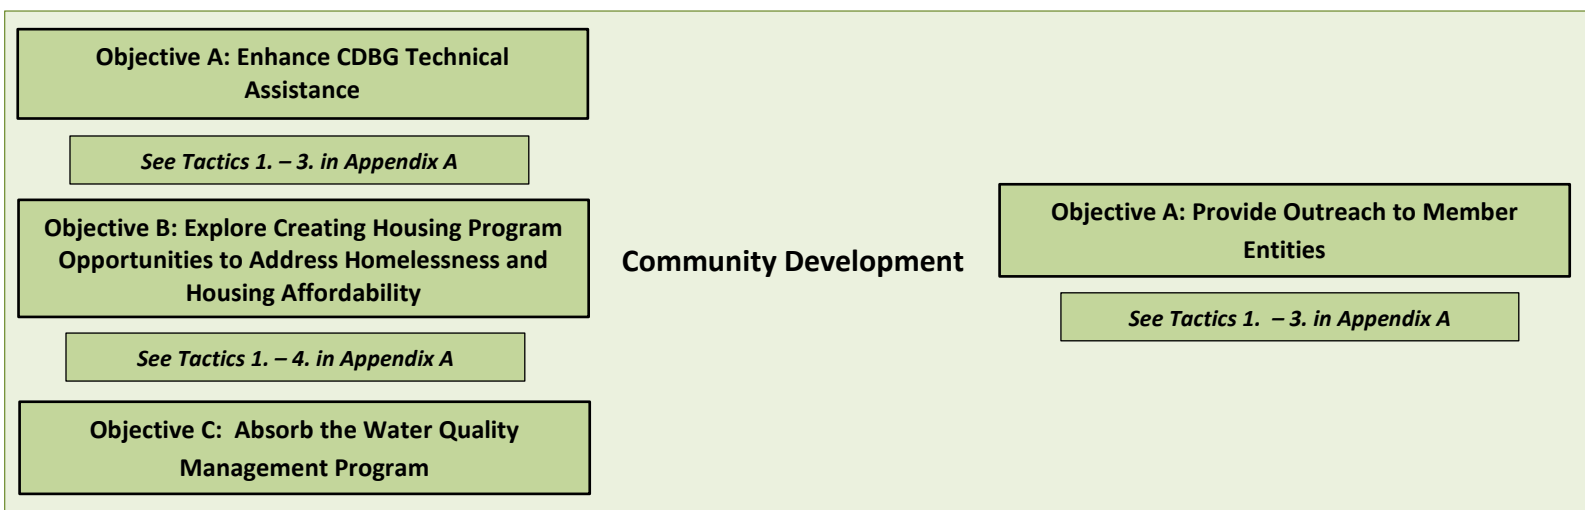 Objective A: Enhance CDBG Technical
Assistance
See Tactics 1. – 3. in Appendix A
Objective B: Explore Creating Housing Program
Opportunities to Address Homelessness and
Housing Affordability
See Tactics 1. – 4. in Appendix A
Objective C: Absorb the Water Quality
Management Program
Community Development
Objective A: Provide Outreach to Member
Entities
See Tactics 1. – 3. in Appendix A